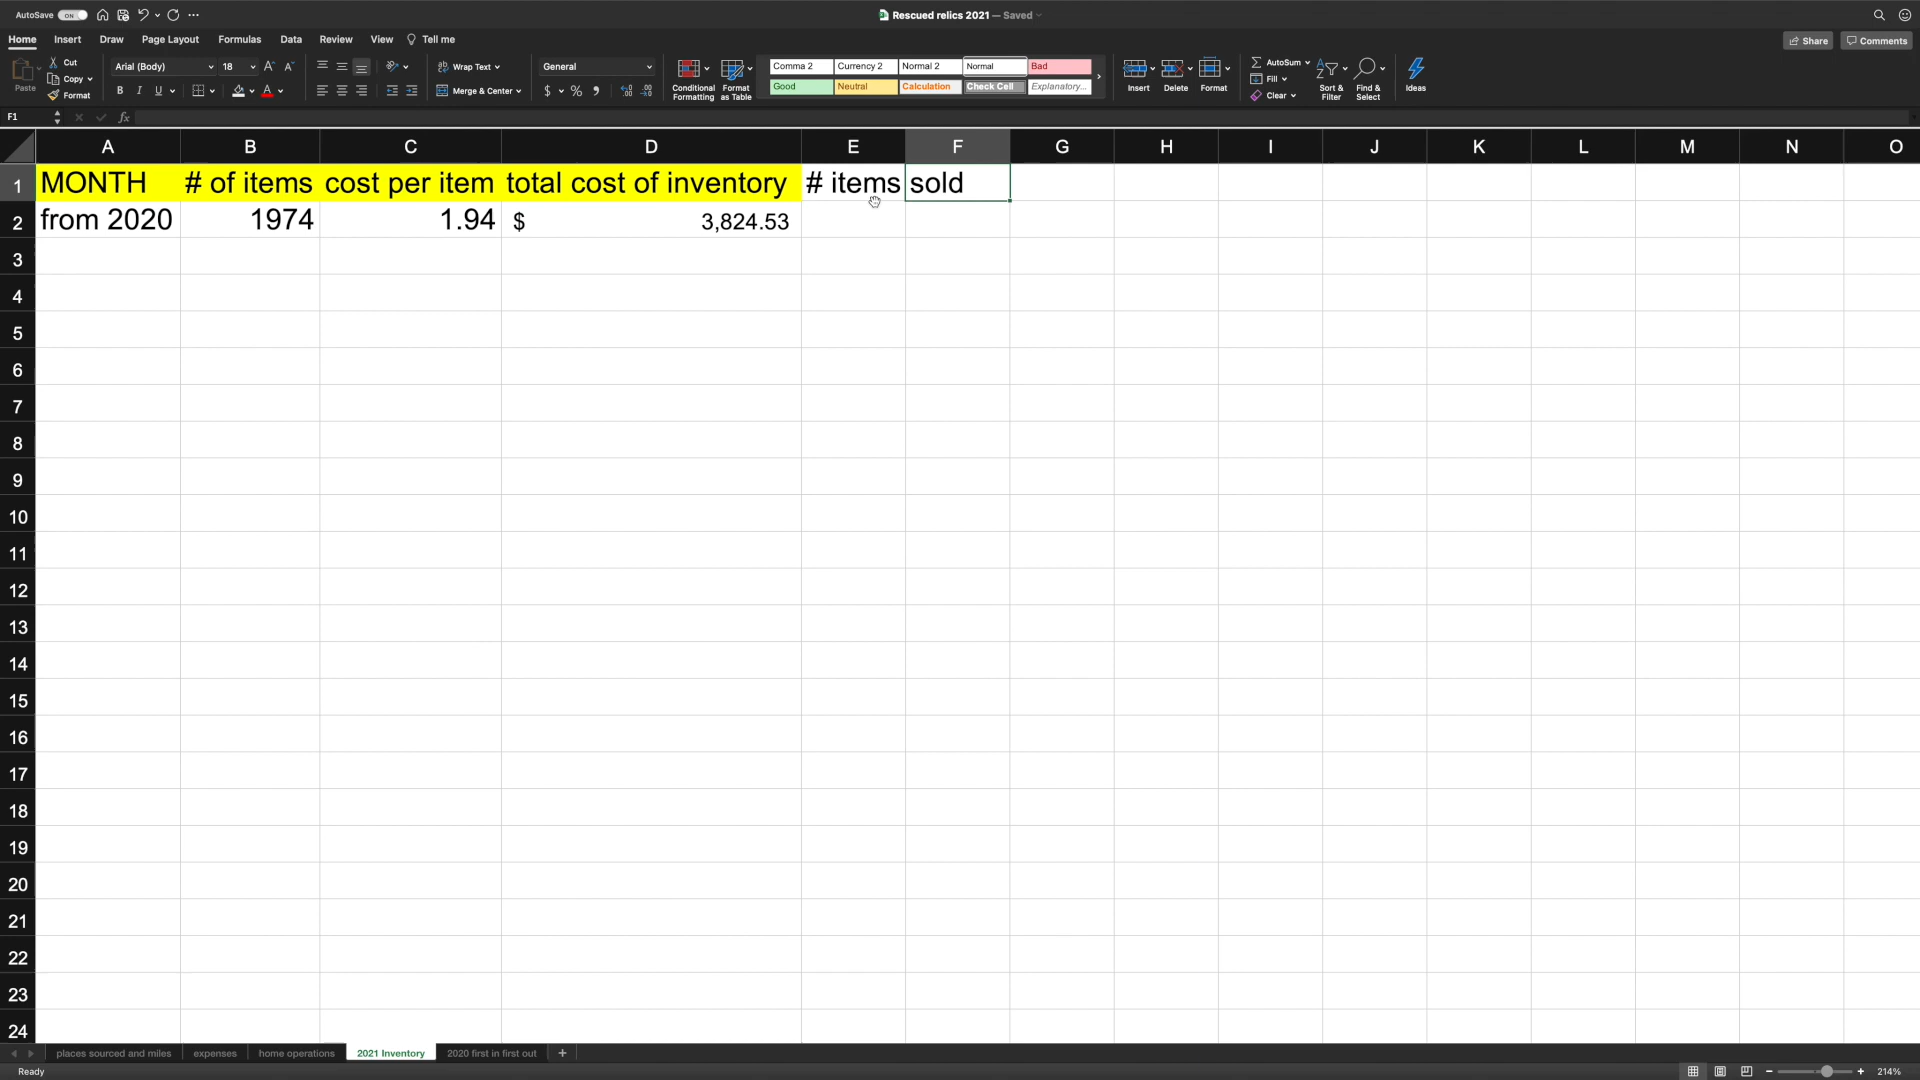 AutoSave ON
Rescued relics 2021 — Saved
Home Insert Draw Page Layout Formulas Data Review View Tell me
Share Comments
Paste
Cut
Copy
Format
Arial (Body) 18
B I U
Wrap Text
Merge & Center
General
$ % ,
Conditional Formatting
Format as Table
Comma 2 Currency 2 Normal 2 Normal Bad
Good Neutral Calculation Check Cell Explanatory...
Insert Delete Format
AutoSum
Fill
Clear
Sort & Filter
Find & Select
Ideas
F1 fx
A B C D E F G H I J K L M N O
1 MONTH # of items cost per item total cost of inventory # items sold
2 from 2020 1974 1.94 $ 3,824.53
3
4
5
6
7
8
9
10
11
12
13
14
15
16
17
18
19
20
21
22
23
24
places sourced and miles expenses home operations 2021 Inventory 2020 first in first out +
Ready
214%